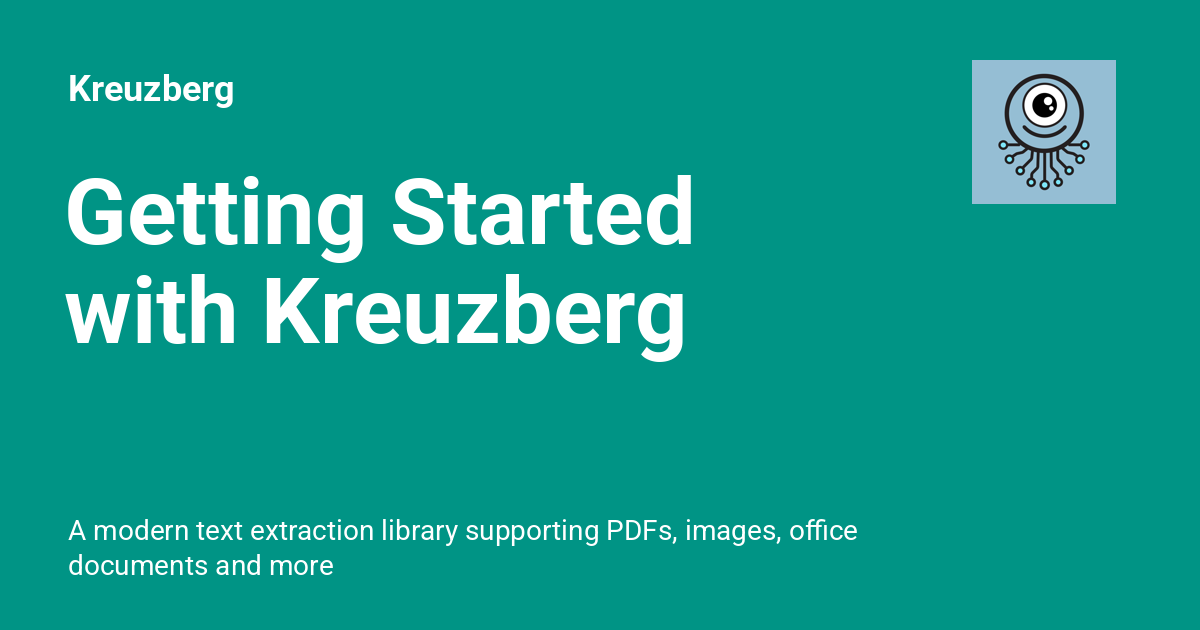 Kreuzberg
Getting Started
with Kreuzberg
A modern text extraction library supporting PDFs, images, office
documents and more